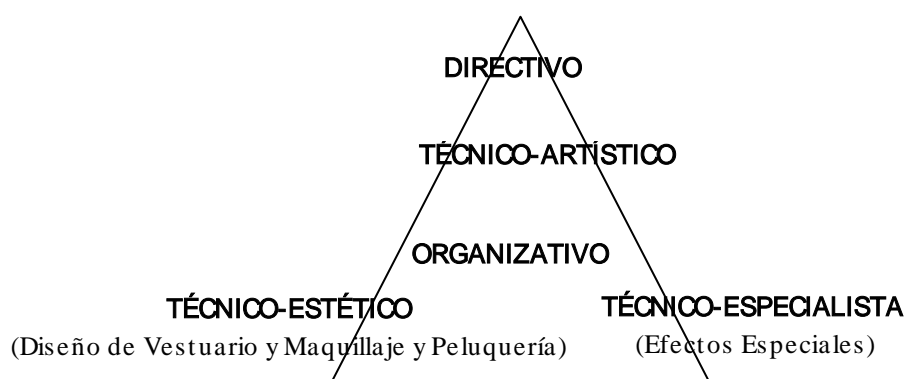 DIRECTIVO
TÉCNICO-ARTÍSTICO
ORGANIZATIVO
TÉCNICO-ESTÉTICO
TÉCNICO-ESPECIALISTA
(Diseño de Vestuario y Maquillaje y Peluquería)
(Efectos Especiales)